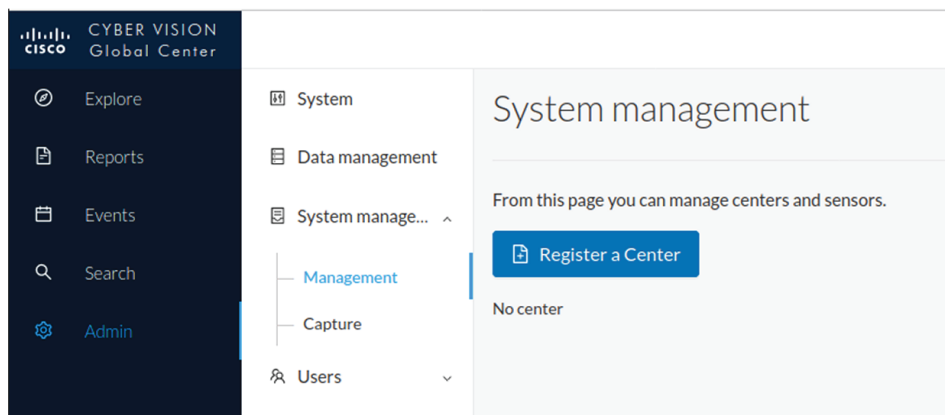 CISCO
CYBER VISION
Global Center
Explore
Reports
Events
Search
Admin
System
Data management
System manage...
Management
Capture
Users
System management
From this page you can manage centers and sensors.
Register a Center
No center